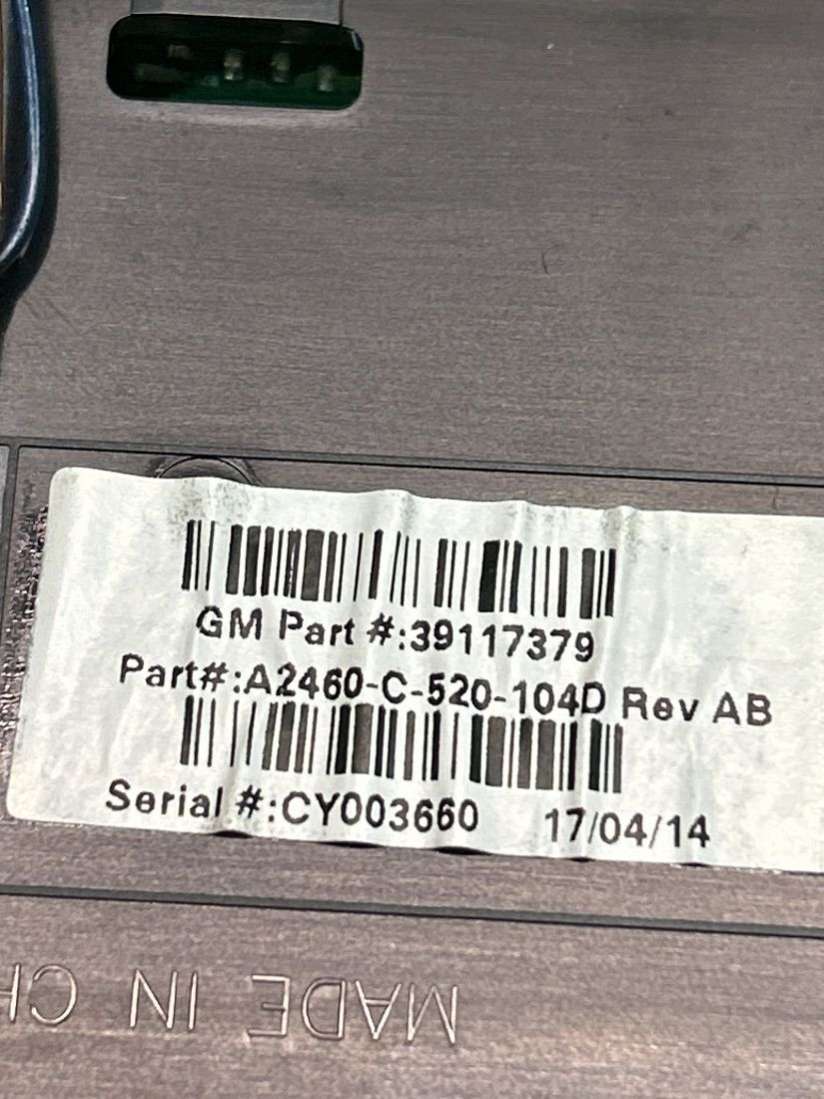 GM Part #:39117379
Part#:A2460-C-520-104D Rev AB
Serial #:CY003660 17/04/14
MADE IN CH